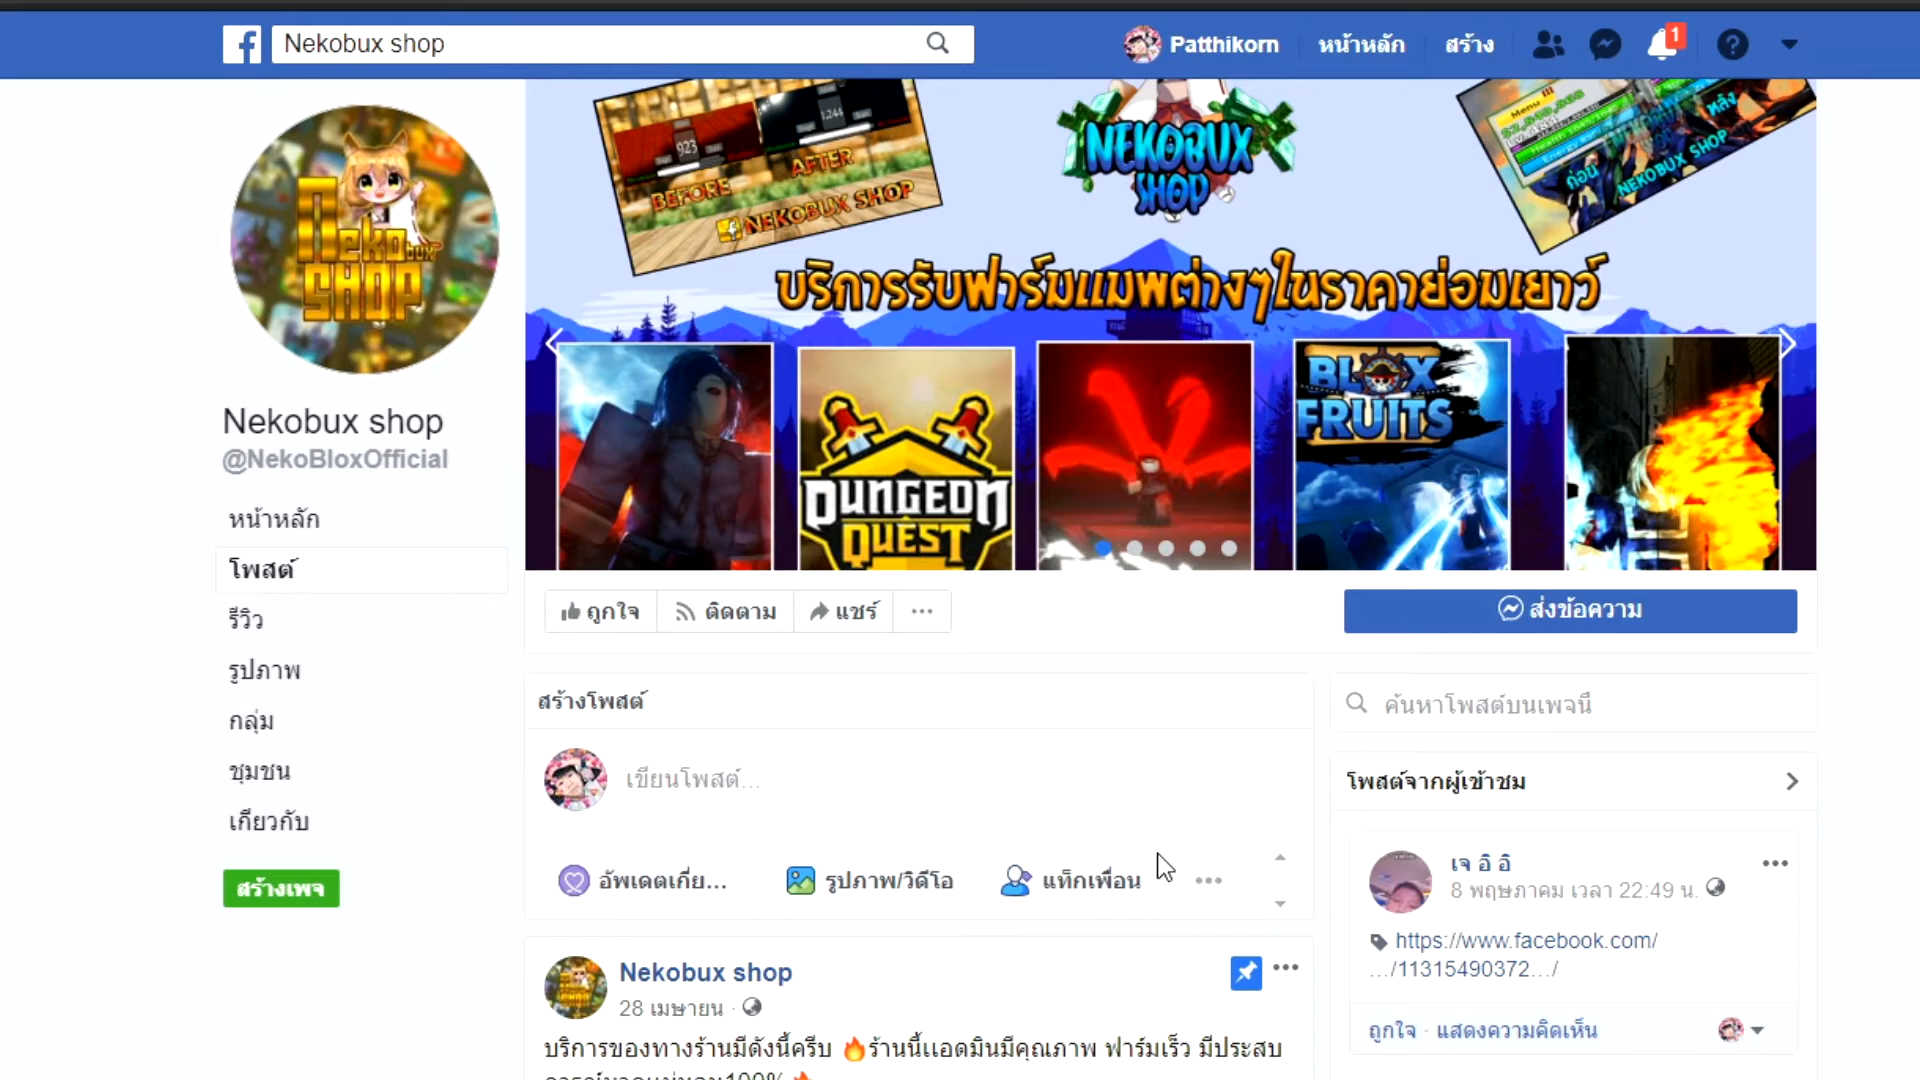 Nekobux shop
Patthikorn
หน้าหลัก
สร้าง
1
Neko bux
SHOP
Nekobux shop
@NekoBloxOfficial
หน้าหลัก
โพสต์
รีวิว
รูปภาพ
กลุ่ม
ชุมชน
เกี่ยวกับ
สร้างเพจ
923
1,244
BEFORE
AFTER
NEKOBUX SHOP
NEKOBUX
SHOP
Menu
ก่อน
หลัง
NEKOBUX SHOP
บริการรับฟาร์มแมพต่างๆในราคาย่อมเยาว์
DUNGEON
QUEST
BLOX
FRUITS
ถูกใจ
ติดตาม
แชร์
ส่งข้อความ
สร้างโพสต์
เขียนโพสต์...
อัพเดตเกี่ย...
รูปภาพ/วิดีโอ
แท็กเพื่อน
Nekobux shop
28 เมษายน ·
บริการของทางร้านมีดังนี้ครีบ 🔥ร้านนี้แอดมินมีคุณภาพ ฟาร์มเร็ว มีประสบ
ค้นหาโพสต์บนเพจนี้
โพสต์จากผู้เข้าชม
เจ อิ อิ
8 พฤษภาคม เวลา 22:49 น.
https://www.facebook.com/
…/11315490372…/
ถูกใจ · แสดงความคิดเห็น